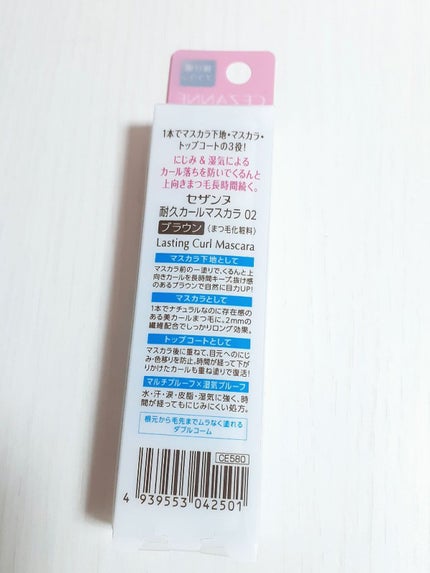 CEZANNE
1本でマスカラ下地・マスカラ・
トップコートの3役!
にじみ&湿気による
カール落ちを防いでくるんと
上向きまつ毛長時間続く。
セザンヌ
耐久カールマスカラ 02
ブラウン (まつ毛化粧料)
Lasting Curl Mascara
マスカラ下地として
マスカラ前の一塗りで、くるんと上
向きカールを長時間キープ。抜け感
のあるブラウンで自然に目力UP!
マスカラとして
1本でナチュラルなのに存在感の
ある美カールまつ毛に。2mmの
繊維配合でしっかりロング効果。
トップコートとして
マスカラ後に重ねて、目元へのにじ
み・色移りを防止。時間が経って下が
りかけたカールも重ね塗りで復活!
マルチプルーフ×湿気プルーフ
水・汗・涙・皮脂・湿気に強く、時
間が経ってもにじみにくい処方。
根元から毛先までムラなく塗れる
ダブルコーム
CE580
4 939553 042501